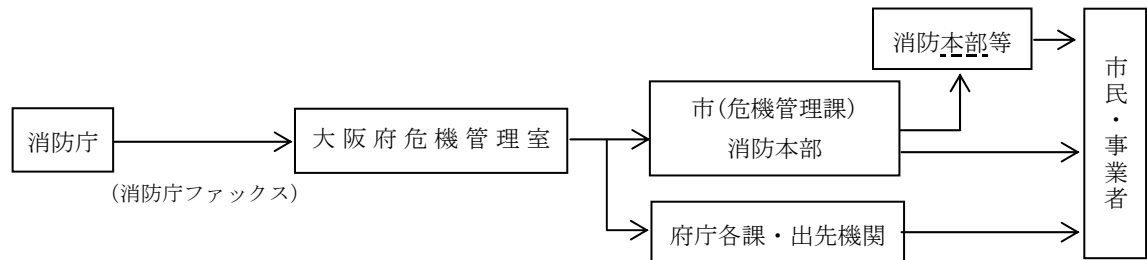 消防庁
(消防庁ファックス)
大阪府危機管理室
市(危機管理課)
消防本部
消防本部等
府庁各課・出先機関
市民・事業者